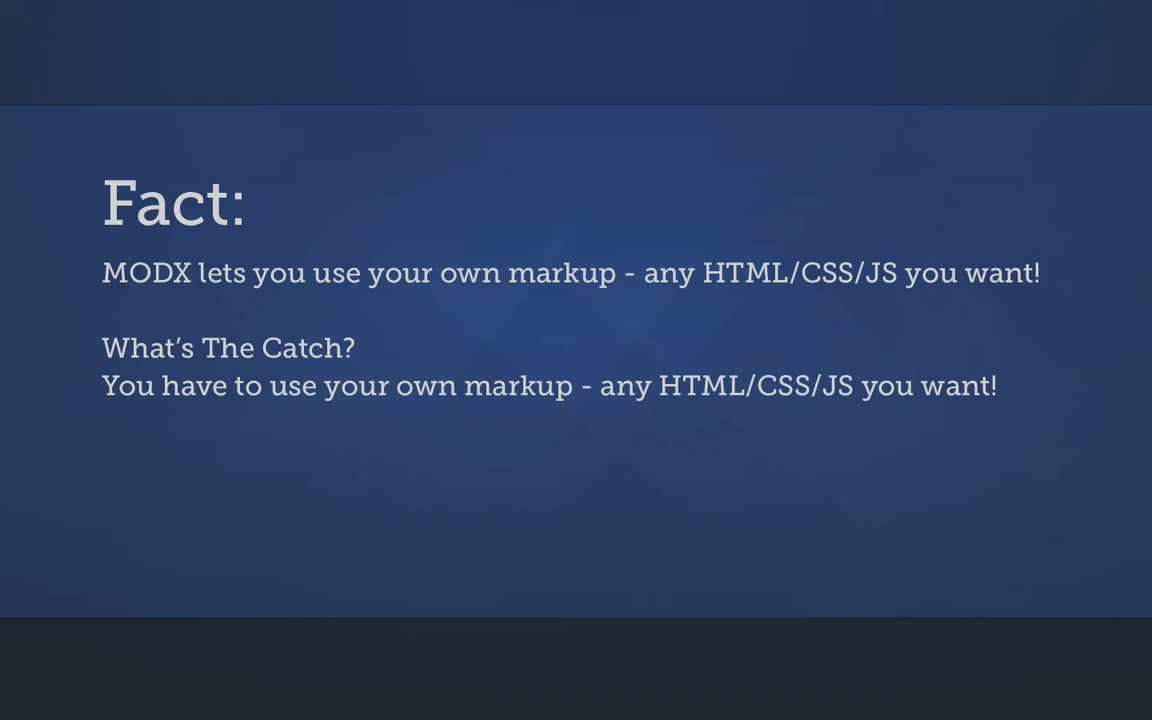 Fact:
MODX lets you use your own markup - any HTML/CSS/JS you want!
What's The Catch?
You have to use your own markup - any HTML/CSS/JS you want!